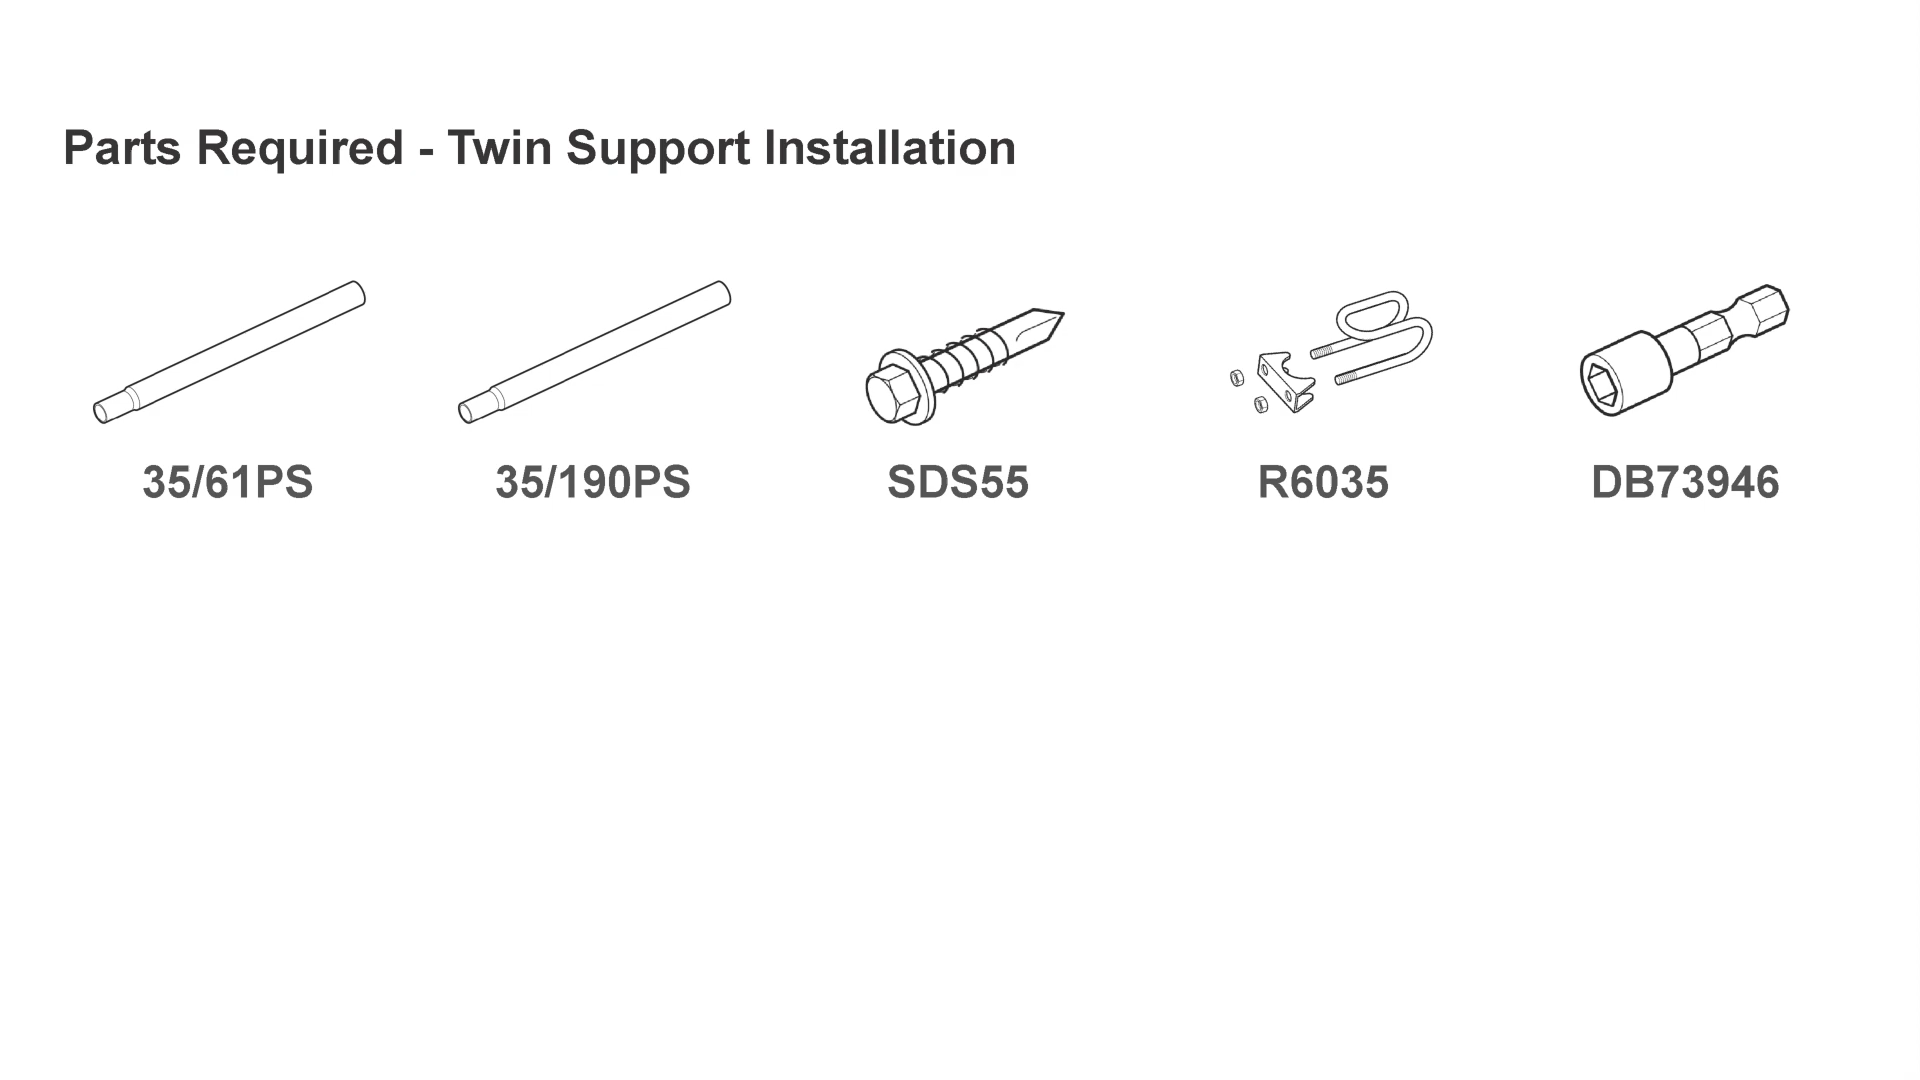 Parts Required - Twin Support Installation
35/61PS 35/190PS SDS55 R6035 DB73946